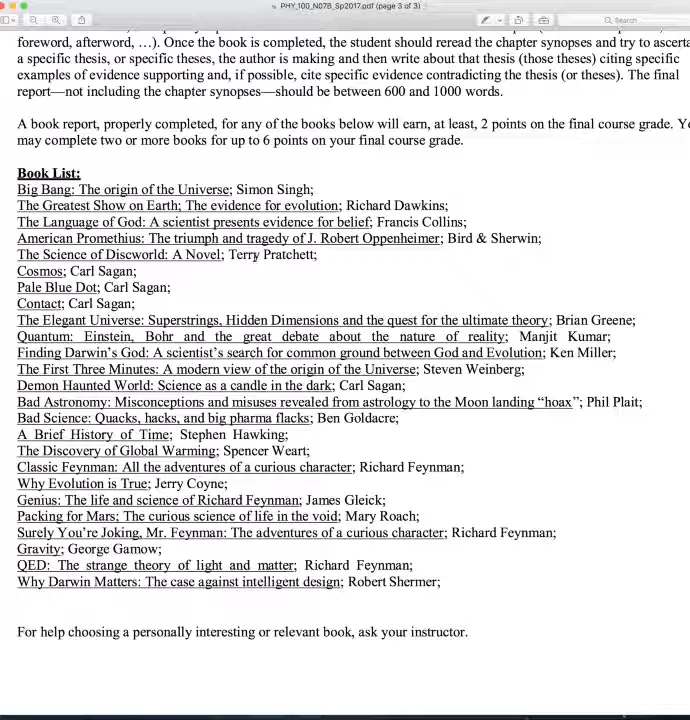 PHY_100_N07B_Sp2017.pdf (page 3 of 3)
Search
foreword, afterword, …). Once the book is completed, the student should reread the chapter synopses and try to ascerta
a specific thesis, or specific theses, the author is making and then write about that thesis (those theses) citing specific
examples of evidence supporting and, if possible, cite specific evidence contradicting the thesis (or theses). The final
report—not including the chapter synopses—should be between 600 and 1000 words.
A book report, properly completed, for any of the books below will earn, at least, 2 points on the final course grade. Yo
may complete two or more books for up to 6 points on your final course grade.
Book List:
Big Bang: The origin of the Universe; Simon Singh;
The Greatest Show on Earth; The evidence for evolution; Richard Dawkins;
The Language of God: A scientist presents evidence for belief; Francis Collins;
American Promethius: The triumph and tragedy of J. Robert Oppenheimer; Bird & Sherwin;
The Science of Discworld: A Novel; Terry Pratchett;
Cosmos; Carl Sagan;
Pale Blue Dot; Carl Sagan;
Contact; Carl Sagan;
The Elegant Universe: Superstrings, Hidden Dimensions and the quest for the ultimate theory; Brian Greene;
Quantum: Einstein, Bohr and the great debate about the nature of reality; Manjit Kumar;
Finding Darwin's God: A scientist's search for common ground between God and Evolution; Ken Miller;
The First Three Minutes: A modern view of the origin of the Universe; Steven Weinberg;
Demon Haunted World: Science as a candle in the dark; Carl Sagan;
Bad Astronomy: Misconceptions and misuses revealed from astrology to the Moon landing “hoax”; Phil Plait;
Bad Science: Quacks, hacks, and big pharma flacks; Ben Goldacre;
A Brief History of Time; Stephen Hawking;
The Discovery of Global Warming; Spencer Weart;
Classic Feynman: All the adventures of a curious character; Richard Feynman;
Why Evolution is True; Jerry Coyne;
Genius: The life and science of Richard Feynman; James Gleick;
Packing for Mars; The curious science of life in the void; Mary Roach;
Surely You're Joking, Mr. Feynman: The adventures of a curious character; Richard Feynman;
Gravity; George Gamow;
QED: The strange theory of light and matter; Richard Feynman;
Why Darwin Matters: The case against intelligent design; Robert Shermer;
For help choosing a personally interesting or relevant book, ask your instructor.